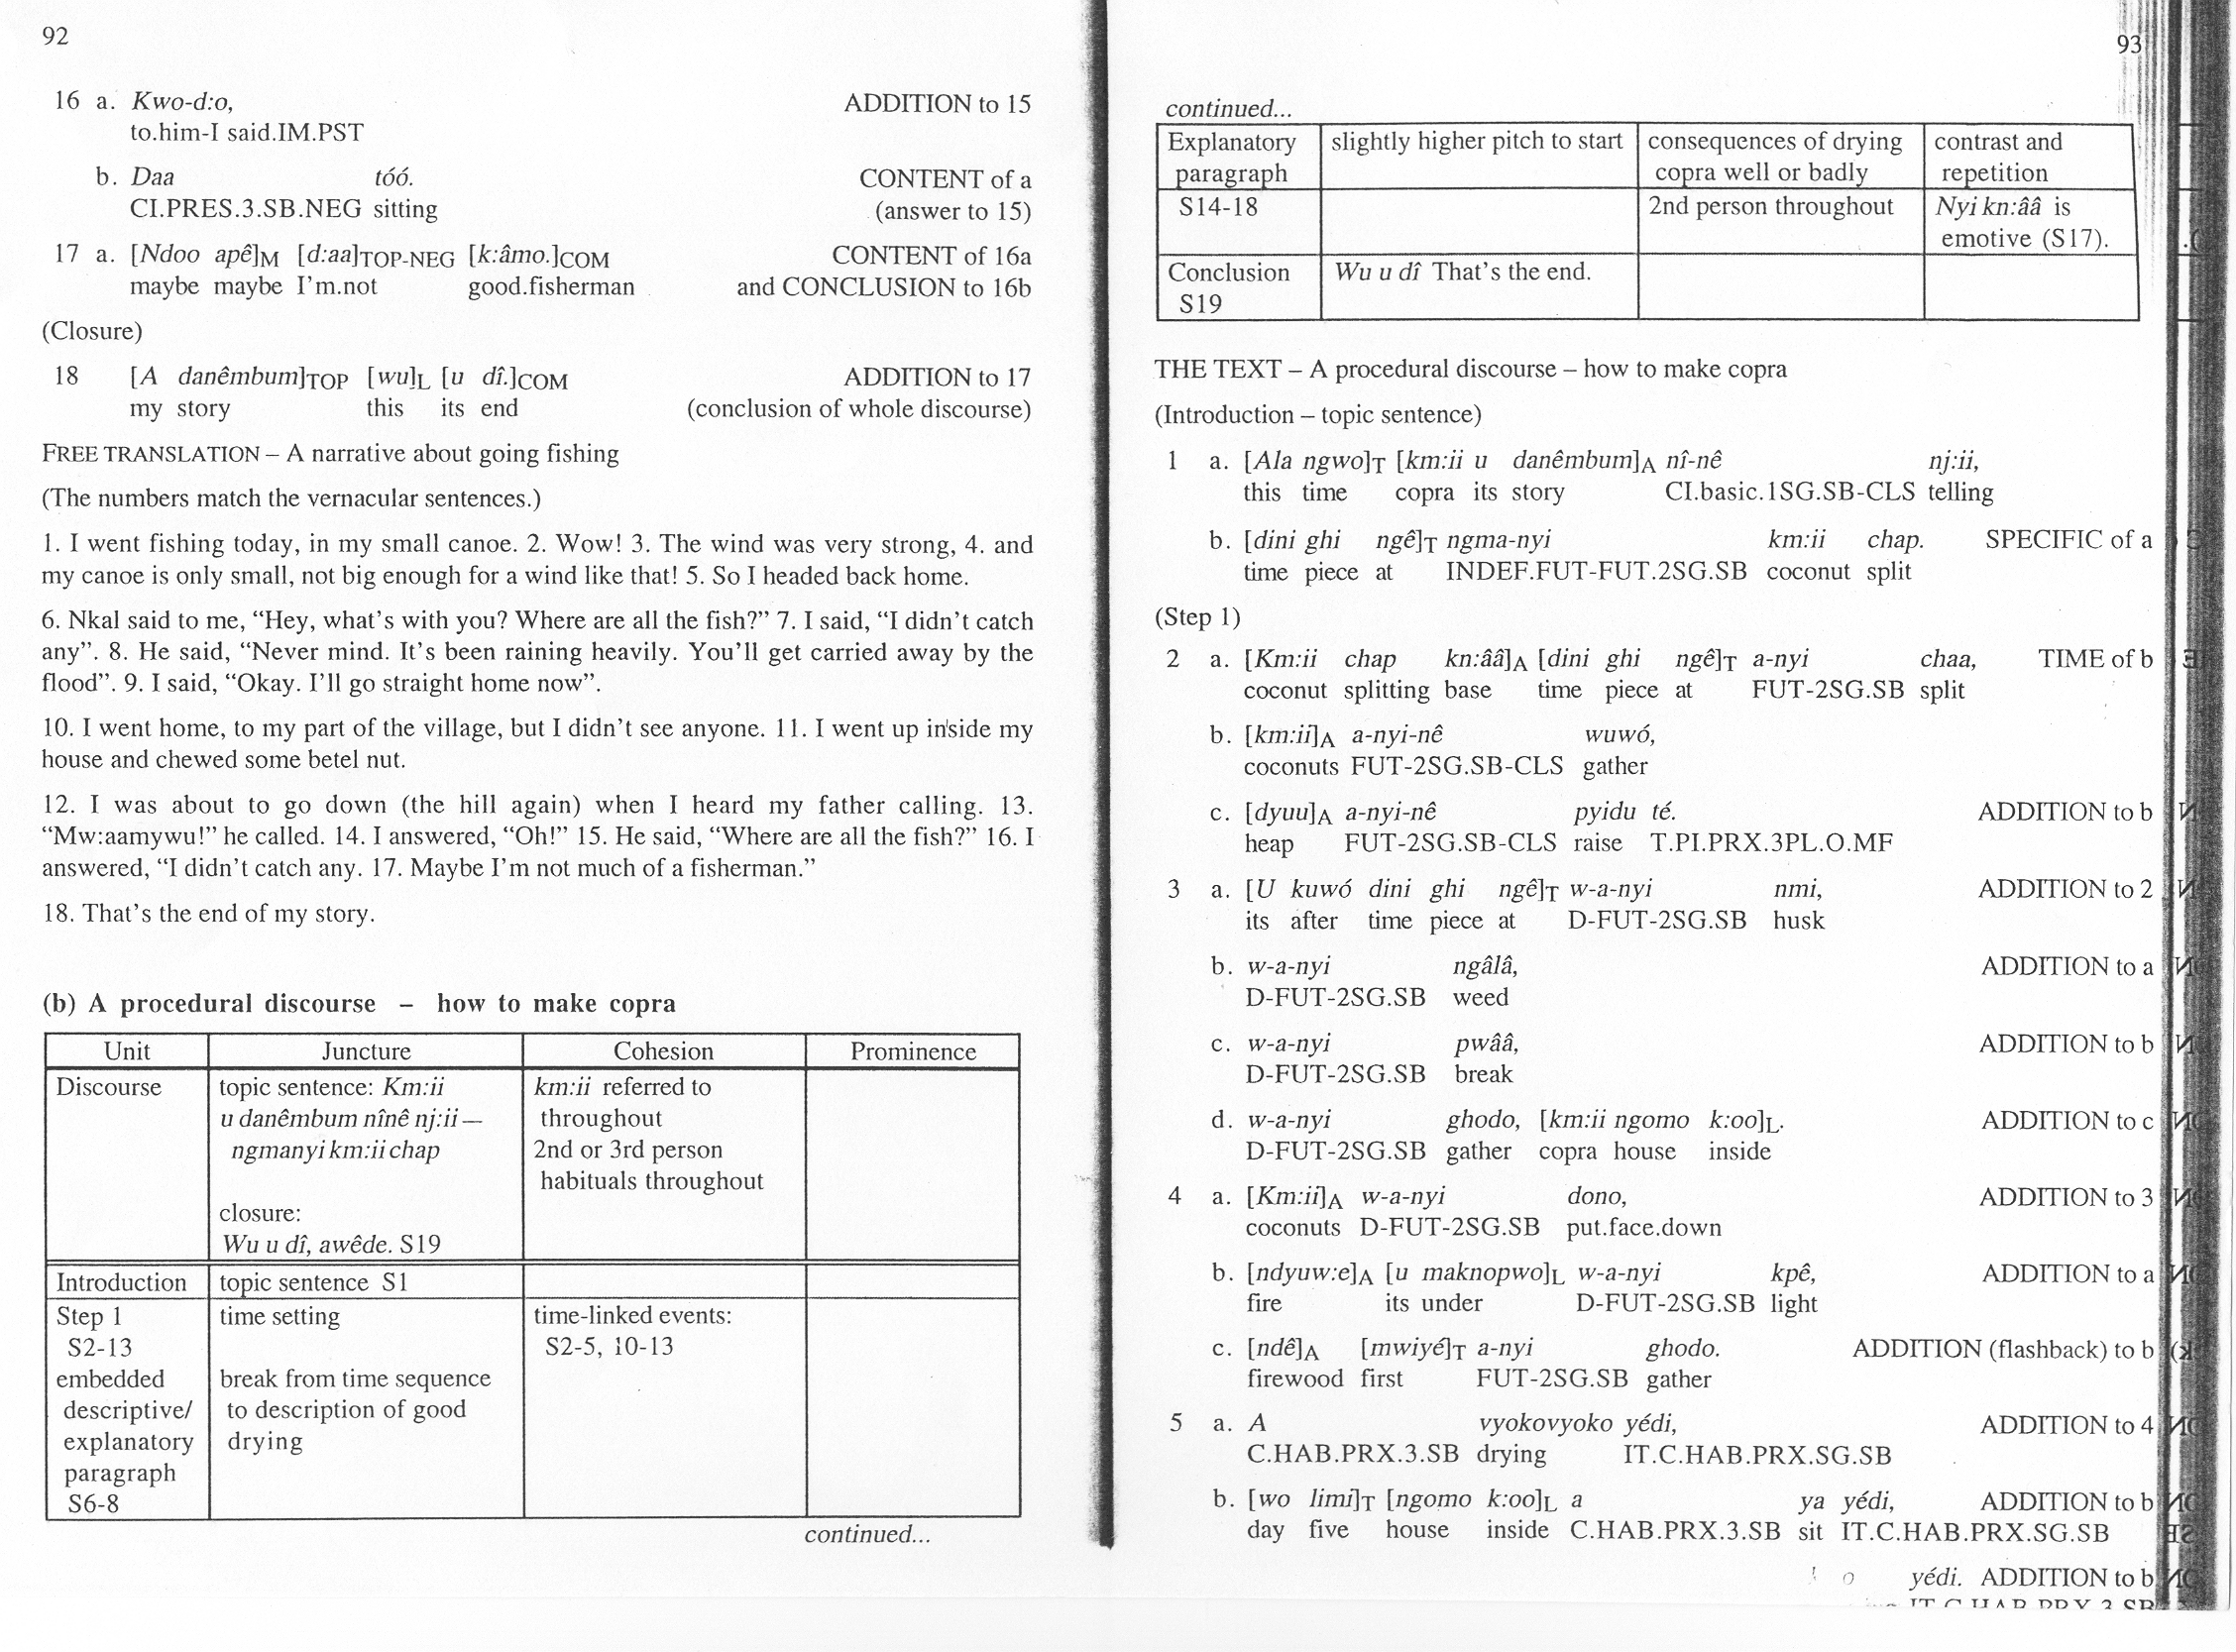 92
16 a. Kwo-d:o, ADDITION to 15
to.him-I said.IM.PST
b. Daa tóó. CONTENT of a
CI.PRES.3.SB.NEG sitting (answer to 15)
17 a. [Ndoo apê]M [d:aa]TOP-NEG [k:âmo.]COM CONTENT of 16a
maybe maybe I'm.not good.fisherman and CONCLUSION to 16b
(Closure)
18 [A danêmbum]TOP [wu]L [u dî.]COM ADDITION to 17
my story this its end (conclusion of whole discourse)
FREE TRANSLATION – A narrative about going fishing
(The numbers match the vernacular sentences.)
1. I went fishing today, in my small canoe. 2. Wow! 3. The wind was very strong, 4. and
my canoe is only small, not big enough for a wind like that! 5. So I headed back home.
6. Nkal said to me, “Hey, what's with you? Where are all the fish?” 7. I said, “I didn't catch
any”. 8. He said, “Never mind. It's been raining heavily. You'll get carried away by the
flood”. 9. I said, “Okay. I'll go straight home now”.
10. I went home, to my part of the village, but I didn't see anyone. 11. I went up inside my
house and chewed some betel nut.
12. I was about to go down (the hill again) when I heard my father calling. 13.
“Mw:aamywu!” he called. 14. I answered, “Oh!” 15. He said, “Where are all the fish?” 16. I
answered, “I didn't catch any. 17. Maybe I'm not much of a fisherman.”
18. That's the end of my story.
(b) A procedural discourse – how to make copra
Unit Juncture Cohesion Prominence
Discourse topic sentence: Km:ii km:ii referred to
u danêmbum nînê nj:ii — throughout
ngmanyi km:ii chap 2nd or 3rd person
habituals throughout
closure:
Wu u dî, awêde. S19
Introduction topic sentence S1
Step 1 time setting time-linked events:
S2-13 S2-5, 10-13
embedded break from time sequence
descriptive/ to description of good
explanatory drying
paragraph
S6-8
continued...
93
continued...
Explanatory slightly higher pitch to start consequences of drying contrast and
paragraph copra well or badly repetition
S14-18 2nd person throughout Nyi kn:ââ is
emotive (S17).
Conclusion Wu u dî That's the end.
S19
THE TEXT – A procedural discourse – how to make copra
(Introduction – topic sentence)
1 a. [Ala ngwo]T [km:ii u danêmbum]A nî-nê nj:ii,
this time copra its story CI.basic.1SG.SB-CLS telling
b. [dini ghi ngê]T ngma-nyi km:ii chap. SPECIFIC of a
time piece at INDEF.FUT-FUT.2SG.SB coconut split
(Step 1)
2 a. [Km:ii chap kn:ââ]A [dini ghi ngê]T a-nyi chaa, TIME of b
coconut splitting base time piece at FUT-2SG.SB split
b. [km:ii]A a-nyi-nê wuwó,
coconuts FUT-2SG.SB-CLS gather
c. [dyuu]A a-nyi-nê pyidu té. ADDITION to b
heap FUT-2SG.SB-CLS raise T.PI.PRX.3PL.O.MF
3 a. [U kuwó dini ghi ngê]T w-a-nyi nmi, ADDITION to 2
its after time piece at D-FUT-2SG.SB husk
b. w-a-nyi ngâlâ, ADDITION to a
D-FUT-2SG.SB weed
c. w-a-nyi pwââ, ADDITION to b
D-FUT-2SG.SB break
d. w-a-nyi ghodo, [km:ii ngomo k:oo]L. ADDITION to c
D-FUT-2SG.SB gather copra house inside
4 a. [Km:ii]A w-a-nyi dono, ADDITION to 3
coconuts D-FUT-2SG.SB put.face.down
b. [ndyuw:e]A [u maknopwo]L w-a-nyi kpê, ADDITION to a
fire its under D-FUT-2SG.SB light
c. [ndê]A [mwiyé]T a-nyi ghodo. ADDITION (flashback) to b
firewood first FUT-2SG.SB gather
5 a. A vyokovyoko yédi, ADDITION to 4
C.HAB.PRX.3.SB drying IT.C.HAB.PRX.SG.SB
b. [wo limi]T [ngomo k:oo]L a ya yédi, ADDITION to b
day five house inside C.HAB.PRX.3.SB sit IT.C.HAB.PRX.SG.SB
yédi. ADDITION to b